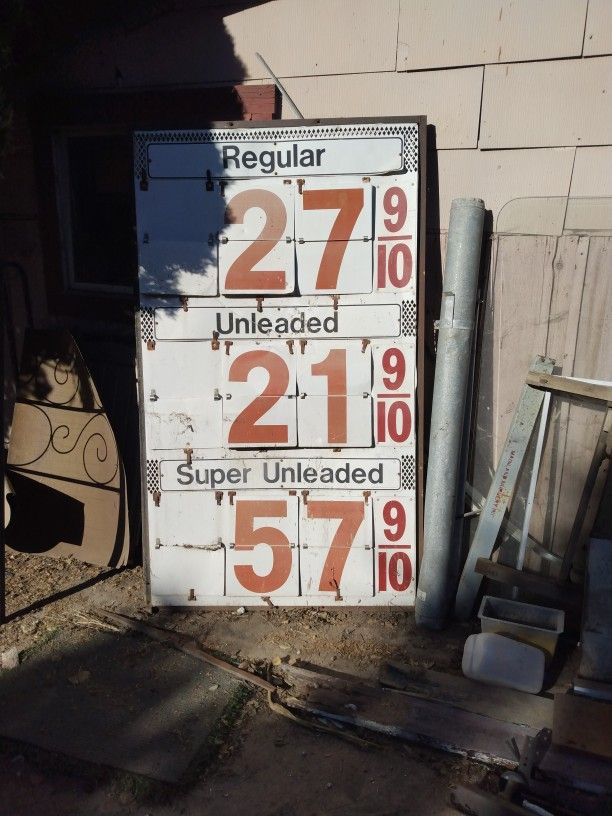 Regular
27 9/10
Unleaded
21 9/10
Super Unleaded
57 9/10